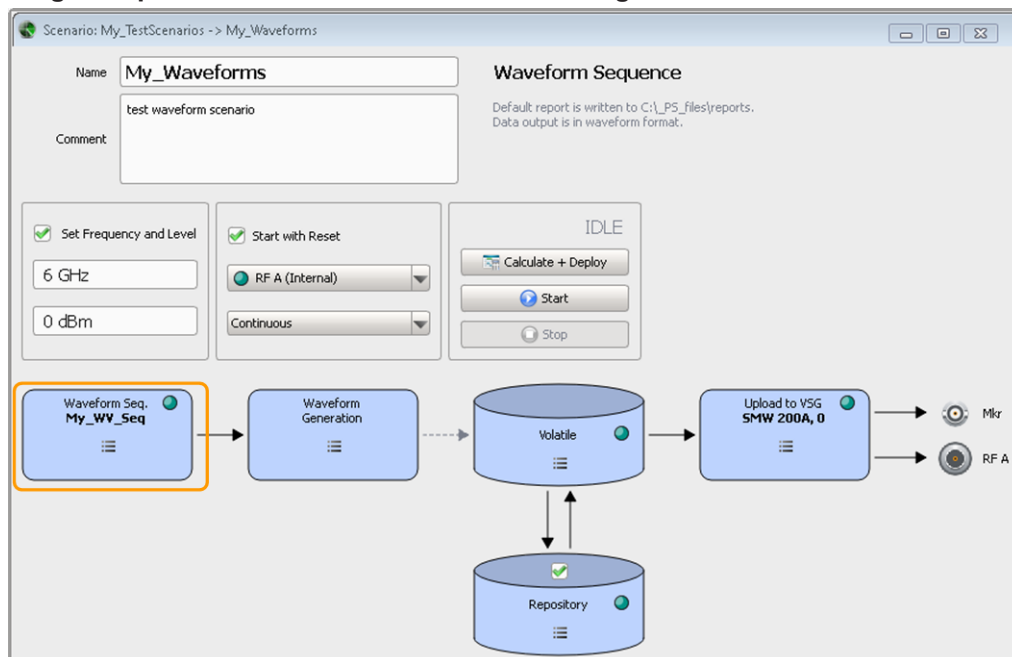 Scenario: My_TestScenarios -> My_Waveforms
Name
My_Waveforms
Waveform Sequence
Comment
test waveform scenario
Default report is written to C:\_PS_files\reports.
Data output is in waveform format.
Set Frequency and Level
6 GHz
0 dBm
Start with Reset
RF A (Internal)
Continuous
IDLE
Calculate + Deploy
Start
Stop
Waveform Seq.
My_WV_Seq
Waveform
Generation
Volatile
Upload to VSG
SMW 200A, 0
Mkr
RF A
Repository